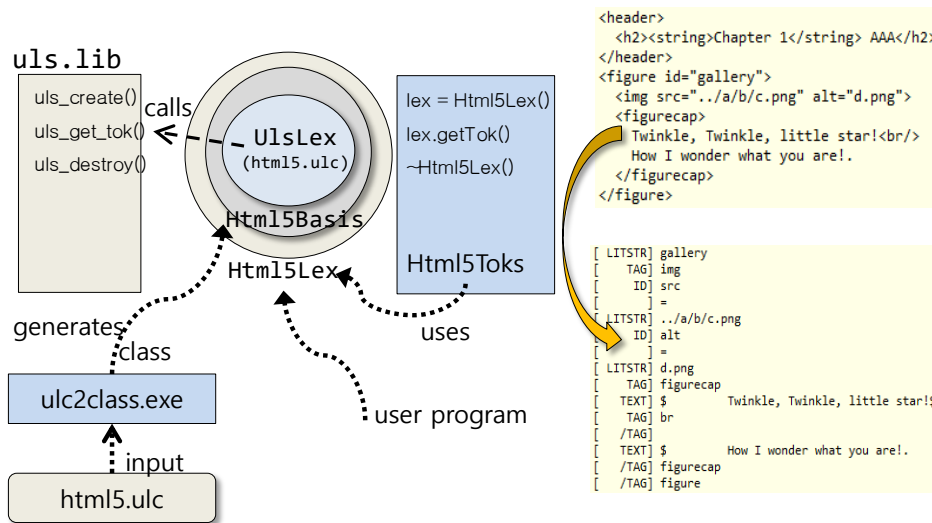 uls.lib
uls_create()
uls_get_tok()
uls_destroy()
calls
UlsLex
(html5.ulc)
Html5Basis
Html5Lex
lex = Html5Lex()
lex.getTok()
~Html5Lex()
Html5Toks
uses
generates
class
ulc2class.exe
input
html5.ulc
user program
<header>
<h2><string>Chapter 1</string> AAA</h2>
</header>
<figure id="gallery">
<img src="../a/b/c.png" alt="d.png">
<figurecap>
Twinkle, Twinkle, little star!<br/>
How I wonder what you are!.
</figurecap>
</figure>
[ LITSTR] gallery
[ TAG] img
[ ID] src
[ ] =
[ LITSTR] ../a/b/c.png
[ ID] alt
[ ] =
[ LITSTR] d.png
[ TAG] figurecap
[ TEXT] $ Twinkle, Twinkle, little star!$
[ TAG] br
[ /TAG]
[ TEXT] $ How I wonder what you are!.
[ /TAG] figurecap
[ /TAG] figure